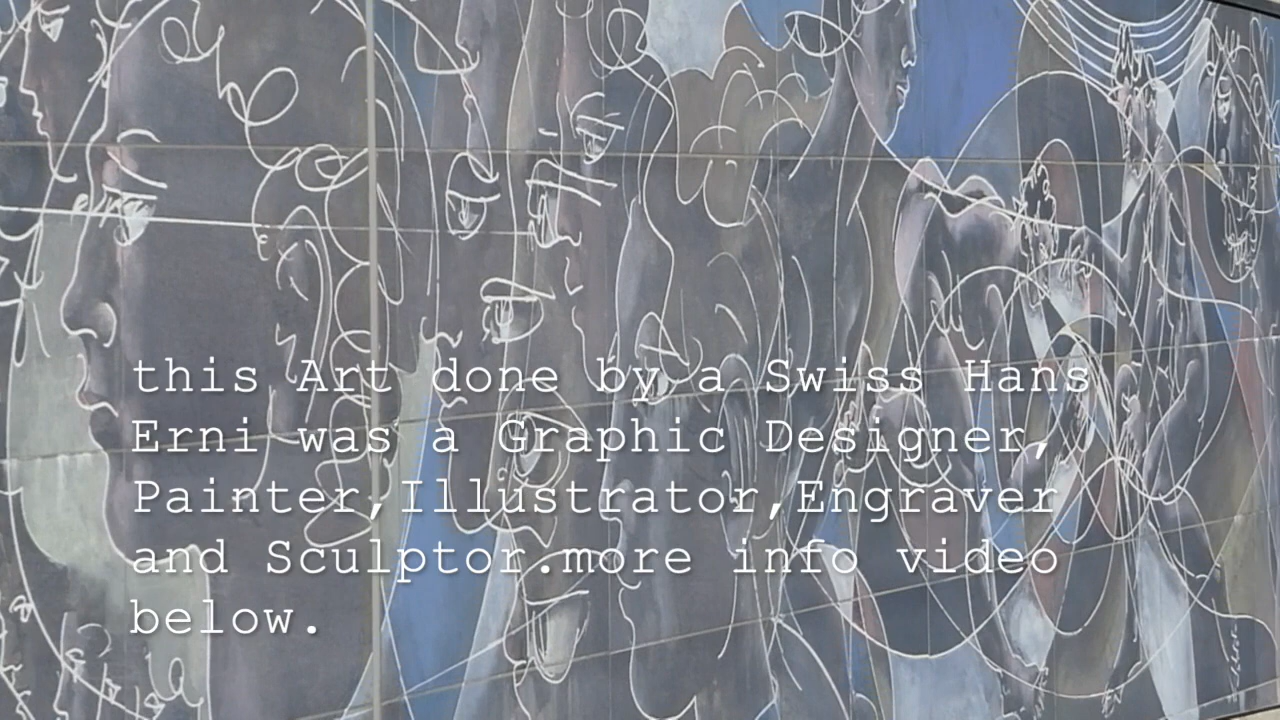 this Art done by a Swiss Hans
Erni was a Graphic Designer,
Painter,Illustrator,Engraver
and Sculptor.more info video
below.